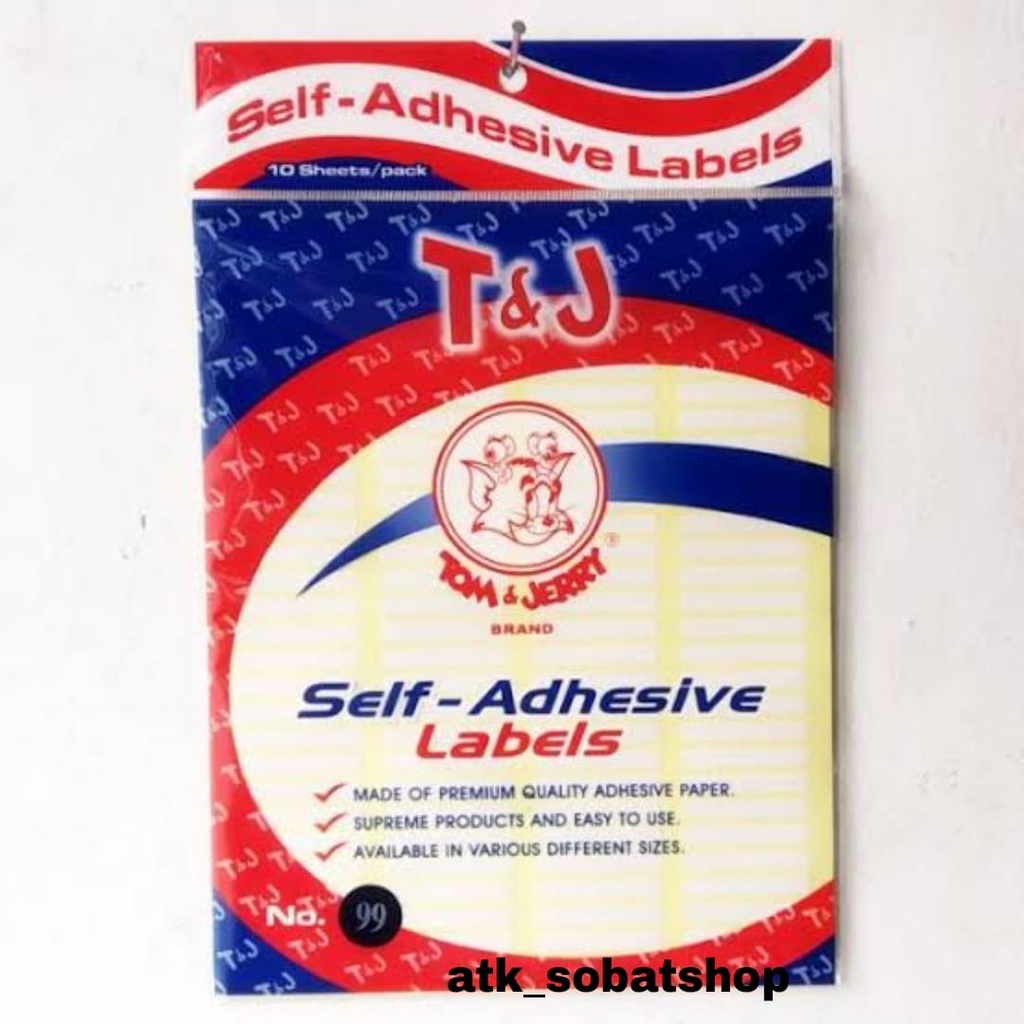 Self-Adhesive Labels
10 Sheets/pack
T&J
TOM & JERRY
®
BRAND
Self-Adhesive
Labels
✓ MADE OF PREMIUM QUALITY ADHESIVE PAPER.
✓ SUPREME PRODUCTS AND EASY TO USE.
✓ AVAILABLE IN VARIOUS DIFFERENT SIZES.
No. 99
atk_sobatshop